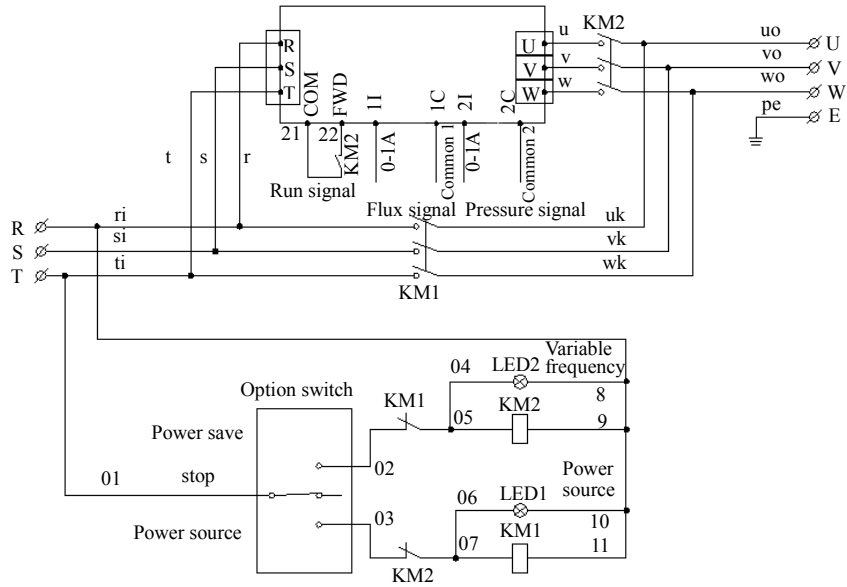 KM2
u
uo
R
U
U
v
vo
S
V
V
w
wo
T
W
W
COM
FWD
1I
1C
2I
2C
pe
E
21
22
KM2
0-1A
Common 1
0-1A
Common 2
t
s
r
Run signal
Flux signal
Pressure signal
R
ri
uk
S
si
vk
T
ti
wk
KM1
Variable
frequency
04
LED2
8
Option switch
KM1
KM2
05
9
Power save
02
Power
source
01
stop
06
LED1
10
03
Power source
KM1
07
11
KM2